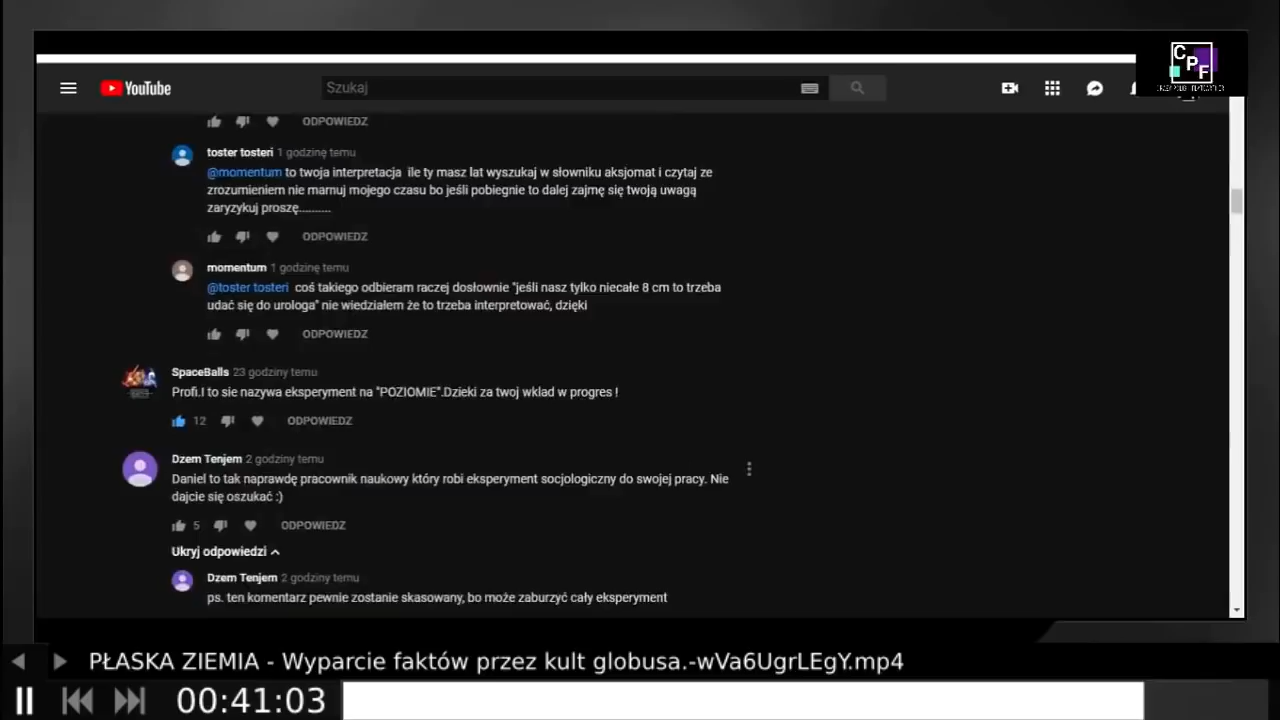 C
P
F
YouTube
Szukaj
ODPOWIEDZ
toster tosteri 1 godzinę temu
@momentum to twoja interpretacja ile ty masz lat wyszukaj w słowniku aksjomat i czytaj ze
zrozumieniem nie marnuj mojego czasu bo jeśli pobiegnie to dalej zajmę się twoją uwagą
zaryzykuj proszę..........
ODPOWIEDZ
momentum 1 godzinę temu
@toster tosteri coś takiego odbieram raczej dosłownie "jeśli nasz tylko niecałe 8 cm to trzeba
udać się do urologa" nie wiedziałem że to trzeba interpretować, dzięki
ODPOWIEDZ
SpaceBalls 23 godziny temu
Profi.! to sie nazywa eksperyment na "POZIOMIE".Dzieki za twoj wklad w progres !
12 ODPOWIEDZ
Dzem Tenjem 2 godziny temu
Daniel to tak naprawdę pracownik naukowy który robi eksperyment socjologiczny do swojej pracy. Nie
dajcie się oszukać :)
5 ODPOWIEDZ
Ukryj odpowiedzi
Dzem Tenjem 2 godziny temu
ps. ten komentarz pewnie zostanie skasowany, bo może zaburzyć cały eksperyment
PŁASKA ZIEMIA - Wyparcie faktów przez kult globusa.-wVa6UgrLEgY.mp4
00:41:03